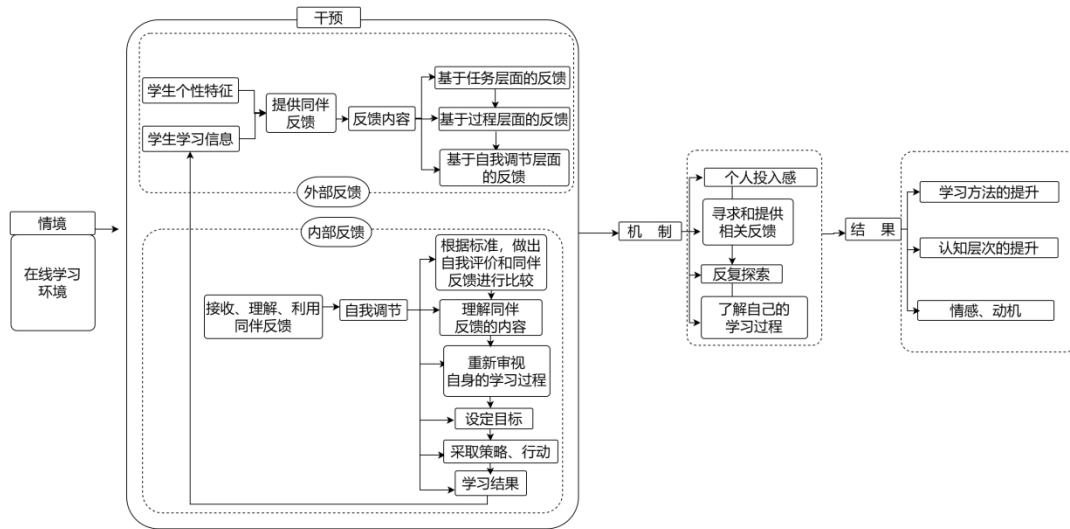 干预
学生个性特征
学生学习信息
提供同伴
反馈
反馈内容
基于任务层面的反馈
基于过程层面的反馈
基于自我调节层面
的反馈
外部反馈
情境
在线学习
环境
内部反馈
接收、理解、利用
同伴反馈
自我调节
根据标准，做出
自我评价和同伴
反馈进行比较
理解同伴
反馈的内容
重新审视
自身的学习过程
设定目标
采取策略、行动
学习结果
机 制
个人投入感
寻求和提供
相关反馈
反复探索
了解自己的
学习过程
结 果
学习方法的提升
认知层次的提升
情感、动机